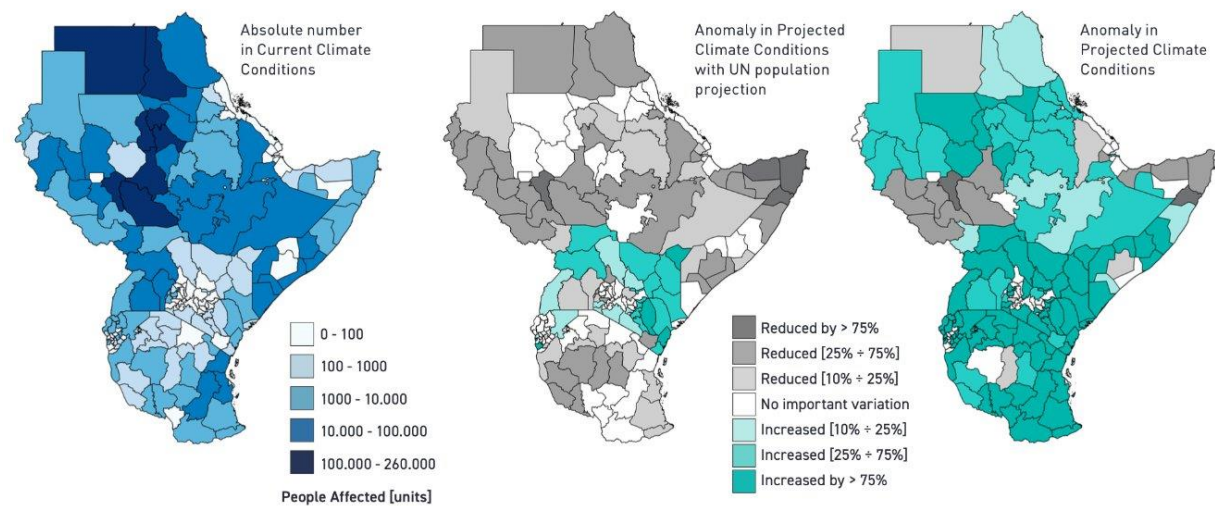 Absolute number
in Current Climate
Conditions
0 - 100
100 - 1000
1000 - 10.000
10.000 - 100.000
100.000 - 260.000
People Affected [units]
Anomaly in Projected
Climate Conditions
with UN population
projection
Reduced by > 75%
Reduced [25% ÷ 75%]
Reduced [10% ÷ 25%]
No important variation
Increased [10% ÷ 25%]
Increased [25% ÷ 75%]
Increased by > 75%
Anomaly in
Projected Climate
Conditions